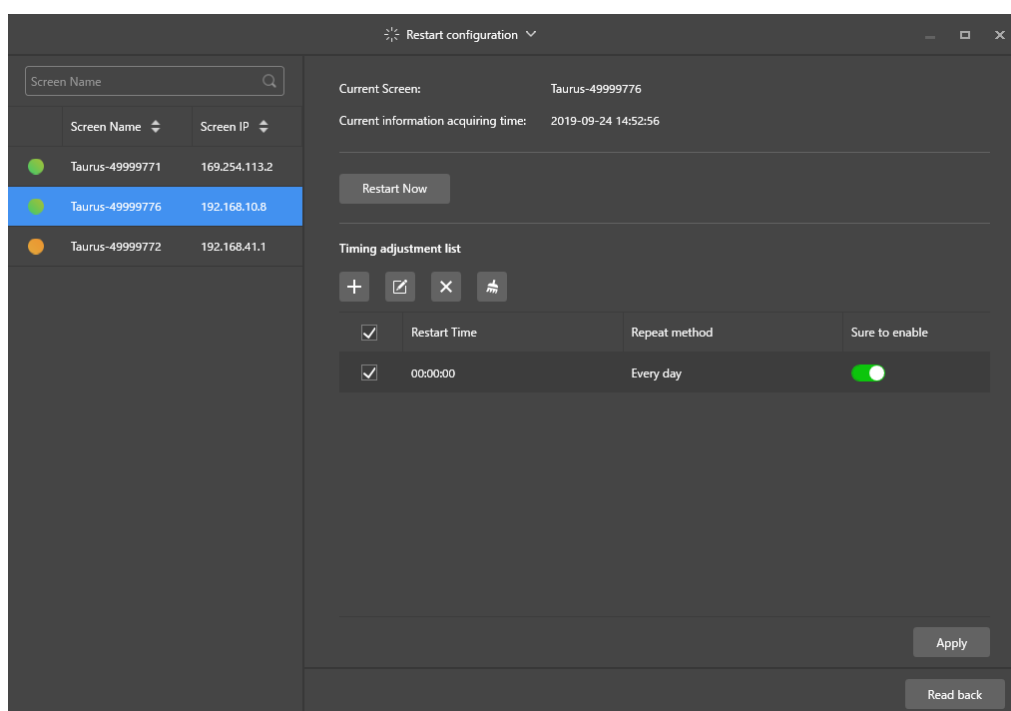 Restart configuration
Screen Name
Screen Name Screen IP
Taurus-49999771 169.254.113.2
Taurus-49999776 192.168.10.8
Taurus-49999772 192.168.41.1
Current Screen: Taurus-49999776
Current information acquiring time: 2019-09-24 14:52:56
Restart Now
Timing adjustment list
Restart Time Repeat method Sure to enable
00:00:00 Every day
Apply
Read back